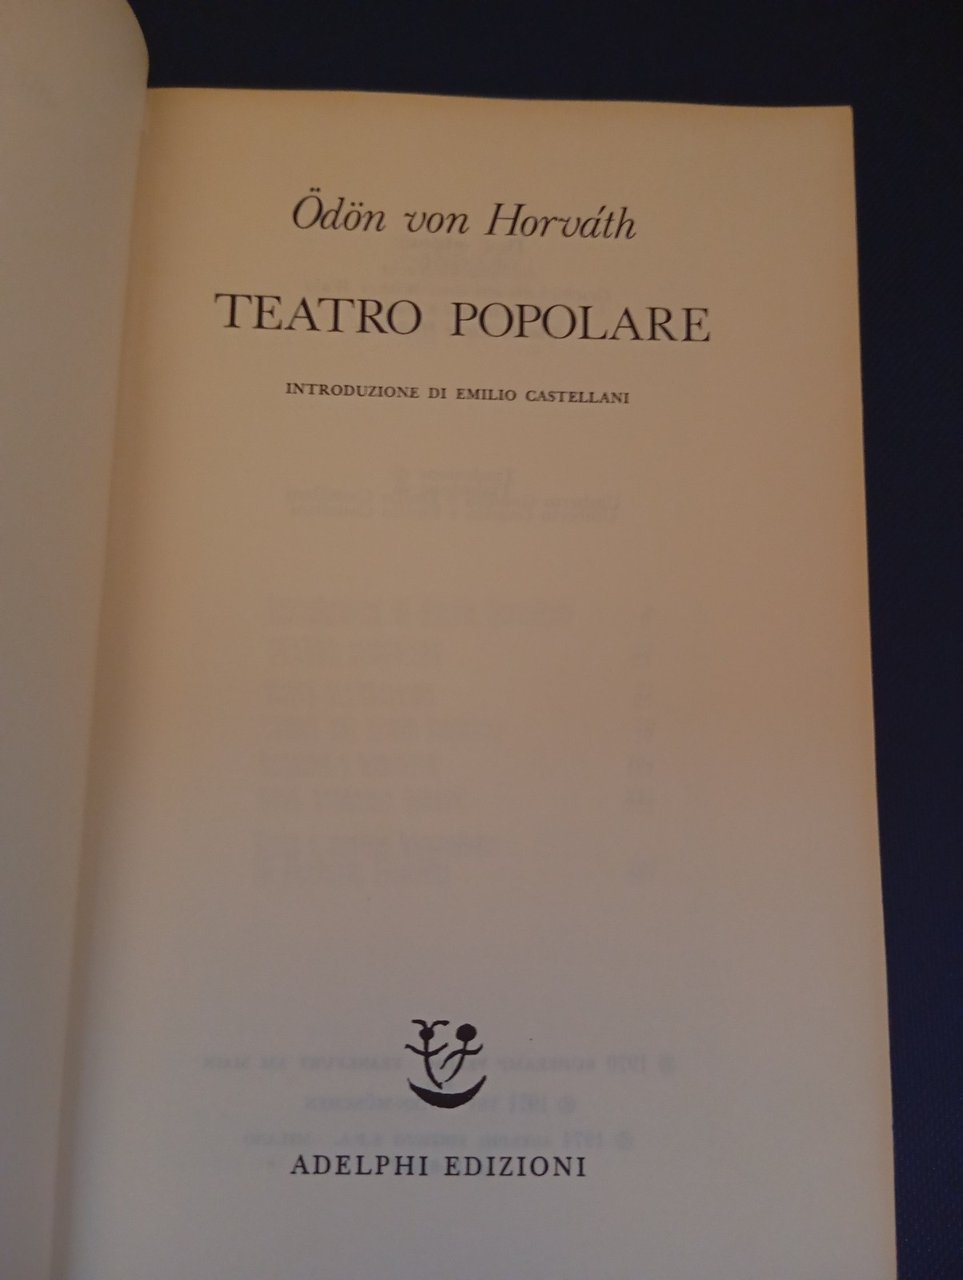 Ödön von Horváth
TEATRO POPOLARE
INTRODUZIONE DI EMILIO CASTELLANI
ADELPHI EDIZIONI